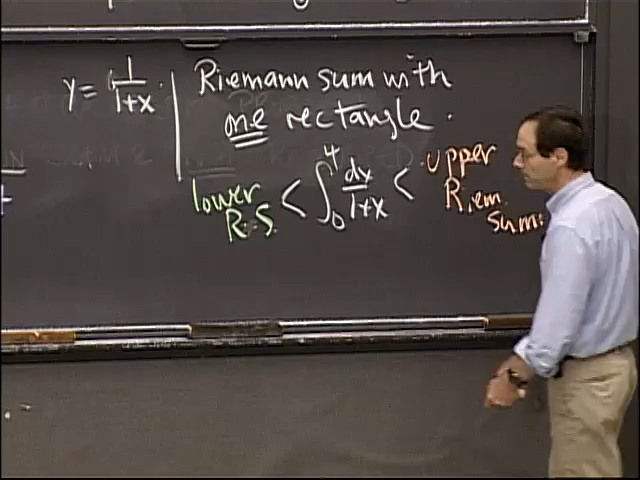 y = 1/(1+x)
Riemann sum with
one rectangle.
lower R.S. < ∫₀⁴ dx/(1+x) < upper Riem. sum.